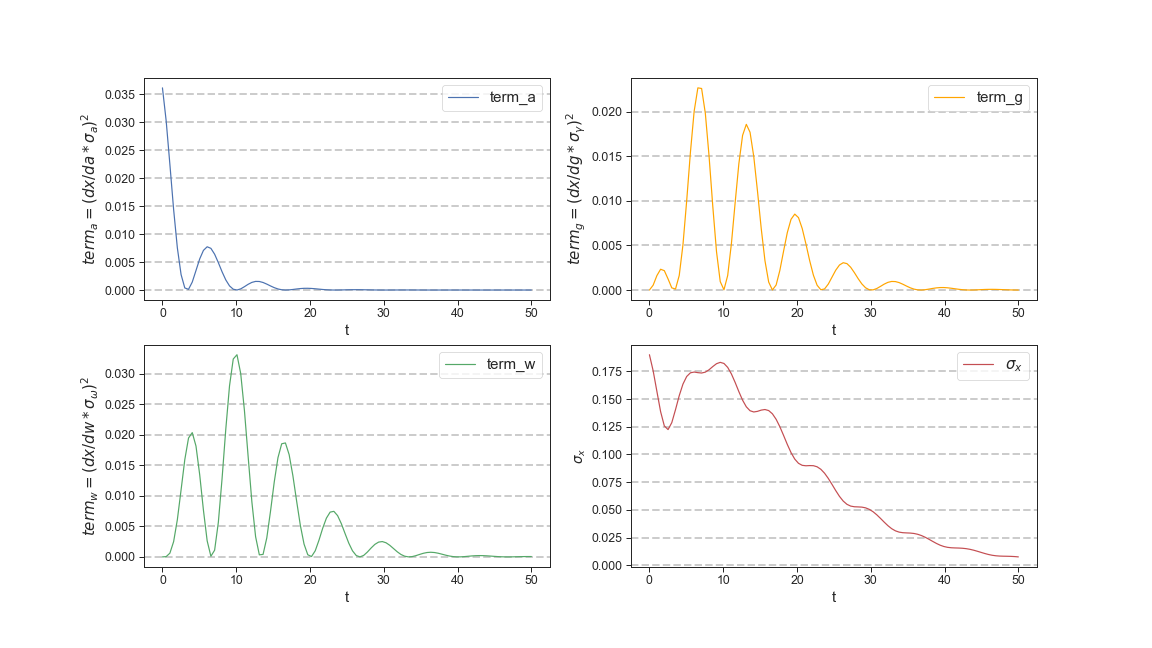 term_a
term_a = (dx/da * σ_a)^2
0.035
0.030
0.025
0.020
0.015
0.010
0.005
0.000
0 10 20 30 40 50
t
term_g
term_g = (dx/dg * σ_γ)^2
0.020
0.015
0.010
0.005
0.000
0 10 20 30 40 50
t
term_w
term_w = (dx/dw * σ_ω)^2
0.030
0.025
0.020
0.015
0.010
0.005
0.000
0 10 20 30 40 50
t
σ_x
σ_x
0.175
0.150
0.125
0.100
0.075
0.050
0.025
0.000
0 10 20 30 40 50
t